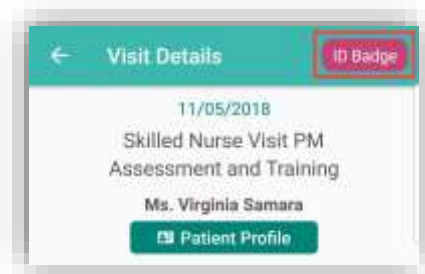 Visit Details
ID Badge
11/05/2018
Skilled Nurse Visit PM
Assessment and Training
Ms. Virginia Samara
Patient Profile